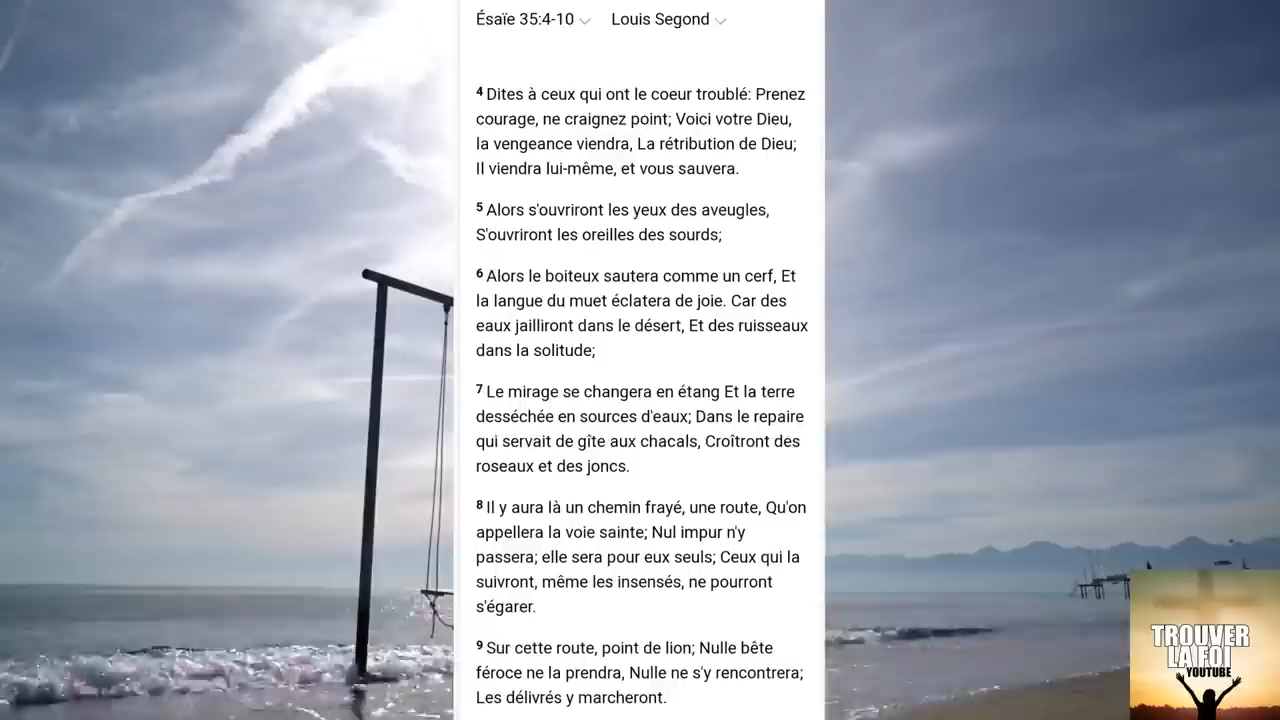 Ésaïe 35:4-10 Louis Segond
4 Dites à ceux qui ont le coeur troublé: Prenez
courage, ne craignez point; Voici votre Dieu,
la vengeance viendra, La rétribution de Dieu;
Il viendra lui-même, et vous sauvera.
5 Alors s'ouvriront les yeux des aveugles,
S'ouvriront les oreilles des sourds;
6 Alors le boiteux sautera comme un cerf, Et
la langue du muet éclatera de joie. Car des
eaux jailliront dans le désert, Et des ruisseaux
dans la solitude;
7 Le mirage se changera en étang Et la terre
desséchée en sources d'eaux; Dans le repaire
qui servait de gîte aux chacals, Croîtront des
roseaux et des joncs.
8 Il y aura là un chemin frayé, une route, Qu'on
appellera la voie sainte; Nul impur n'y
passera; elle sera pour eux seuls; Ceux qui la
suivront, même les insensés, ne pourront
s'égarer.
9 Sur cette route, point de lion; Nulle bête
féroce ne la prendra, Nulle ne s'y rencontrera;
Les délivrés y marcheront.
TROUVER
LA FOI
YOUTUBE